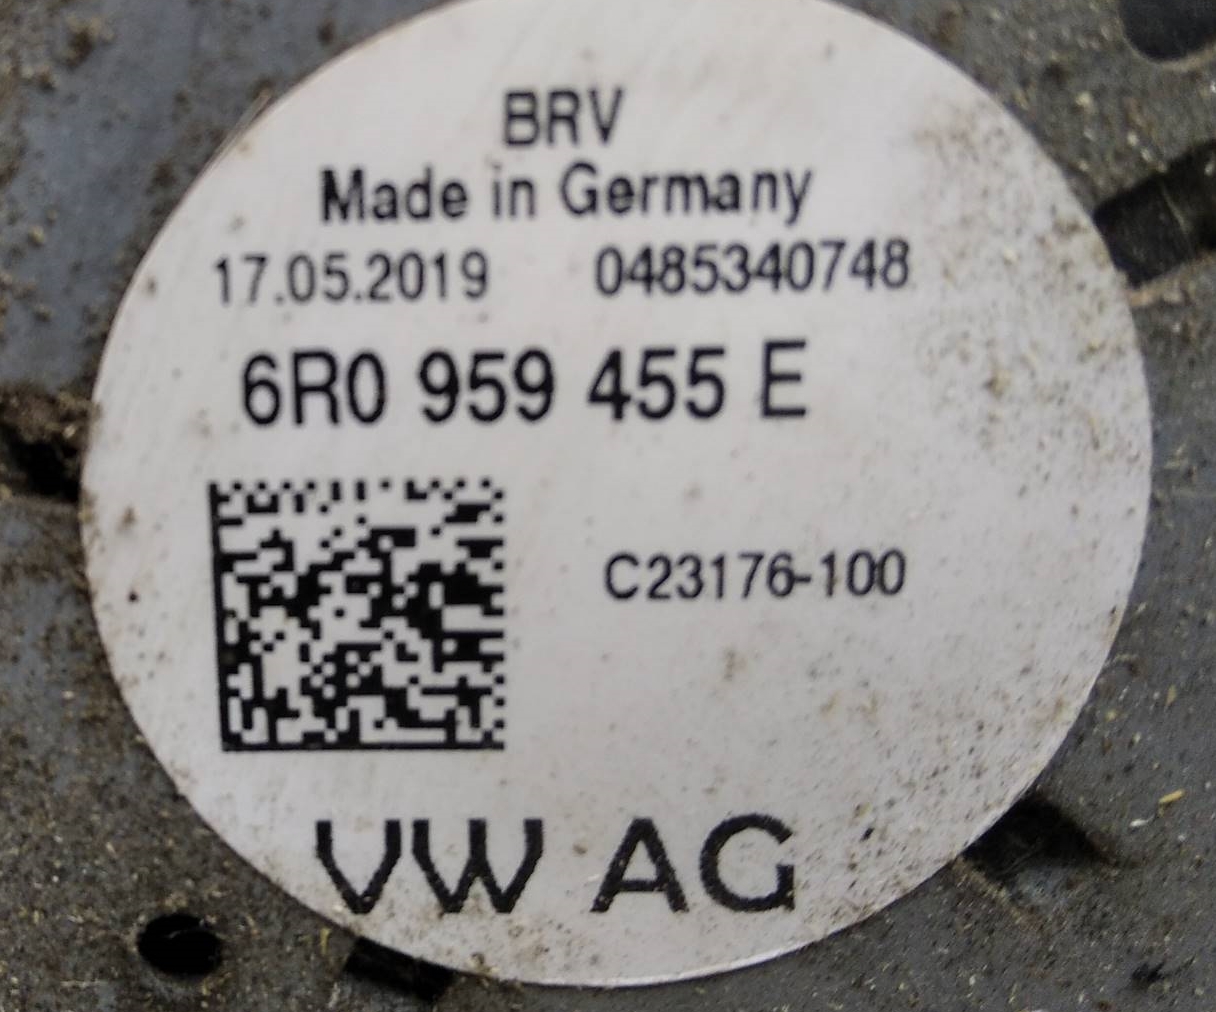 BRV
Made in Germany
17.05.2019 0485340748
6R0 959 455 E
C23176-100
VW AG